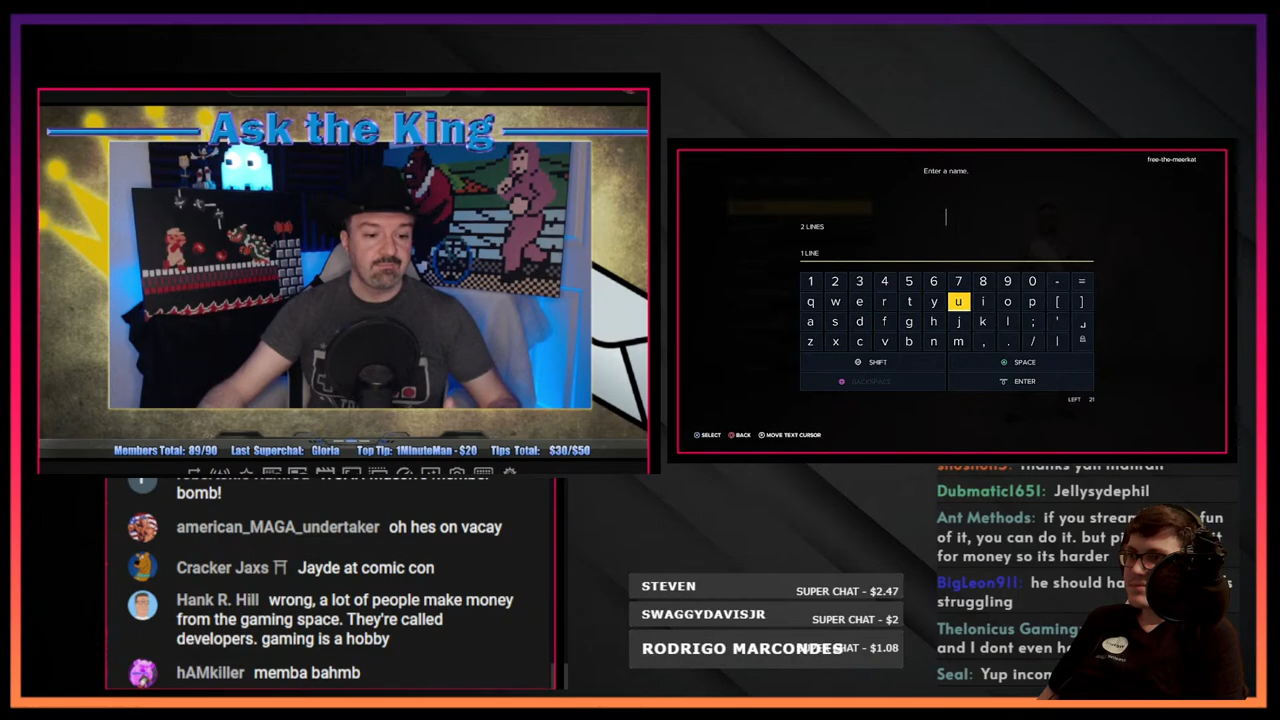 Ask the King
Members Total: 89/90 Last Superchat: Gloria Top Tip: 1MinuteMan - $20 Tips Total: $30/$50
free-the-meerkat
Enter a name.
2 LINES
1 LINE
1 2 3 4 5 6 7 8 9 0 - =
q w e r t y u i o p [ ]
a s d f g h j k l ; '
z x c v b n m , . /
SHIFT SPACE
BACKSPACE ENTER
LEFT 21
SELECT BACK MOVE TEXT CURSOR
bomb!
american_MAGA_undertaker oh hes on vacay
Cracker Jaxs Jayde at comic con
Hank R. Hill wrong, a lot of people make money
from the gaming space. They're called
developers. gaming is a hobby
hAMkiller memba bahmb
STEVEN SUPER CHAT - $2.47
SWAGGYDAVISJR SUPER CHAT - $2
RODRIGO MARCONDES SUPER CHAT - $1.08
Dubmatic1651: Jellysydephil
Ant Methods: if you strea fun
of it, you can do it. but it
for money so its harder
BigLeon911: he should
struggling
Thelonicus Gaming:
and I dont even
Seal: Yup